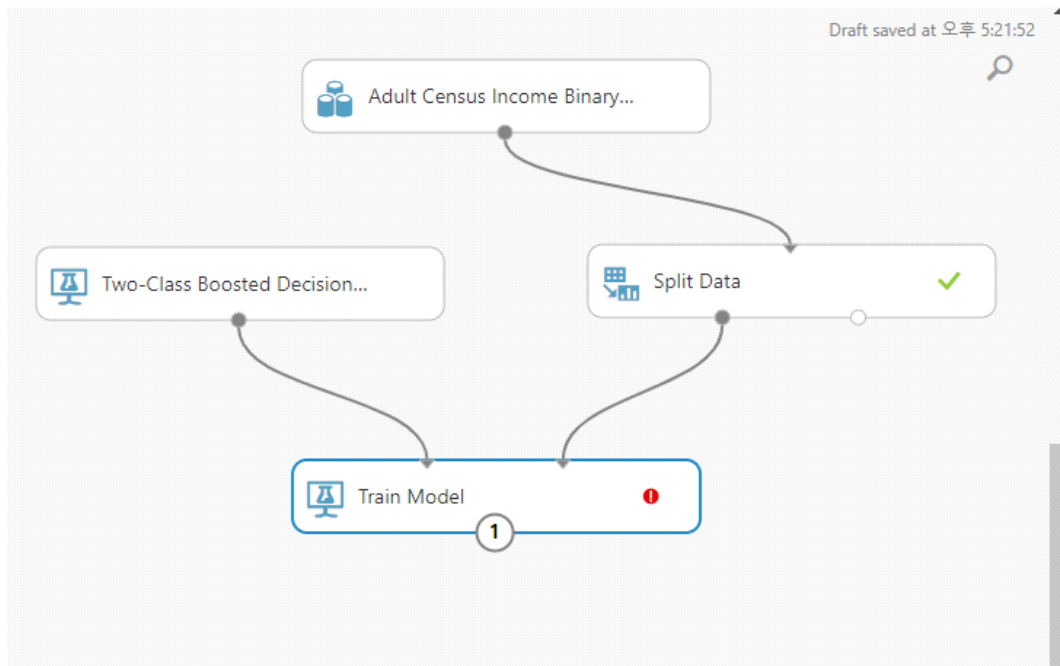 Draft saved at 오후 5:21:52
Adult Census Income Binary...
Two-Class Boosted Decision...
Split Data
Train Model
1